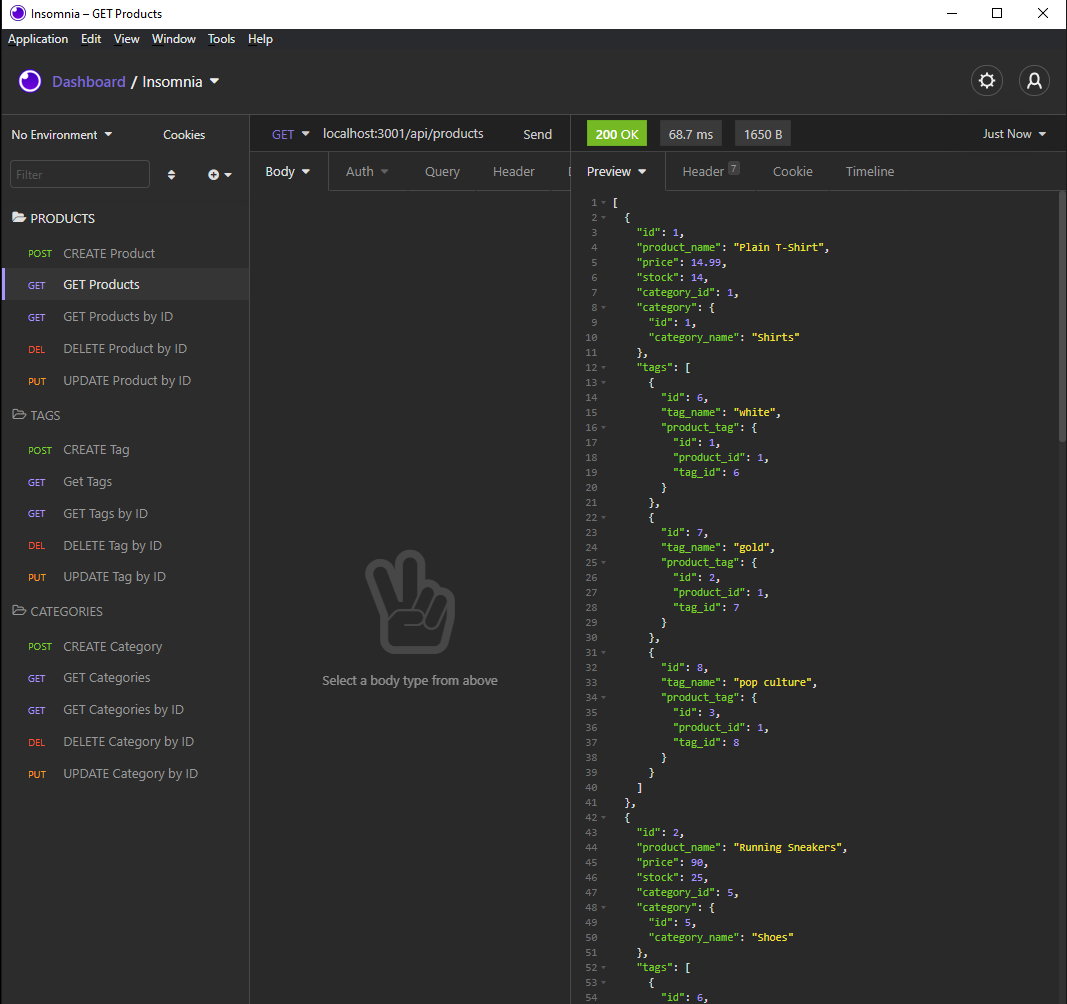 Insomnia – GET Products
Application Edit View Window Tools Help
Dashboard / Insomnia
No Environment Cookies
Filter
PRODUCTS
POST CREATE Product
GET GET Products
GET GET Products by ID
DEL DELETE Product by ID
PUT UPDATE Product by ID
TAGS
POST CREATE Tag
GET Get Tags
GET GET Tags by ID
DEL DELETE Tag by ID
PUT UPDATE Tag by ID
CATEGORIES
POST CREATE Category
GET GET Categories
GET GET Categories by ID
DEL DELETE Category by ID
PUT UPDATE Category by ID
GET localhost:3001/api/products Send
Body Auth Query Header
Select a body type from above
200 OK 68.7 ms 1650 B Just Now
Preview Header 7 Cookie Timeline
1 [
2 {
3 "id": 1,
4 "product_name": "Plain T-Shirt",
5 "price": 14.99,
6 "stock": 14,
7 "category_id": 1,
8 "category": {
9 "id": 1,
10 "category_name": "Shirts"
11 },
12 "tags": [
13 {
14 "id": 6,
15 "tag_name": "white",
16 "product_tag": {
17 "id": 1,
18 "product_id": 1,
19 "tag_id": 6
20 }
21 },
22 {
23 "id": 7,
24 "tag_name": "gold",
25 "product_tag": {
26 "id": 2,
27 "product_id": 1,
28 "tag_id": 7
29 }
30 },
31 {
32 "id": 8,
33 "tag_name": "pop culture",
34 "product_tag": {
35 "id": 3,
36 "product_id": 1,
37 "tag_id": 8
38 }
39 }
40 ]
41 },
42 {
43 "id": 2,
44 "product_name": "Running Sneakers",
45 "price": 90,
46 "stock": 25,
47 "category_id": 5,
48 "category": {
49 "id": 5,
50 "category_name": "Shoes"
51 },
52 "tags": [
53 {
54 "id": 6,